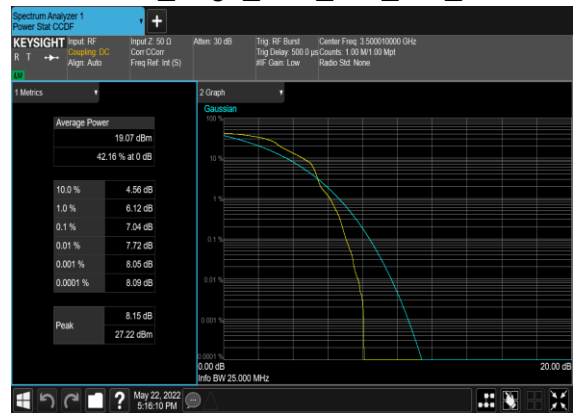 Spectrum Analyzer 1
Power Stat CCDF
KEYSIGHT
R T
LW
Input: RF
Coupling: DC
Align: Auto
Input Z: 50 Ω
Corr CCorr
Freq Ref: Int (S)
Atten: 30 dB
Trig: RF Burst
Trig Delay: 500.0 µs
#IF Gain: Low
Center Freq: 3.500010000 GHz
Counts: 1.00 M/1.00 Mpt
Radio Std: None
1 Metrics
Average Power
19.07 dBm
42.16 % at 0 dB
10.0 % 4.56 dB
1.0 % 6.12 dB
0.1 % 7.04 dB
0.01 % 7.72 dB
0.001 % 8.05 dB
0.0001 % 8.09 dB
Peak
8.15 dB
27.22 dBm
2 Graph
Gaussian
100 %
10 %
1 %
0.1 %
0.01 %
0.001 %
0.0001 %
0.00 dB 20.00 dB
Info BW 25.000 MHz
May 22, 2022
5:16:10 PM